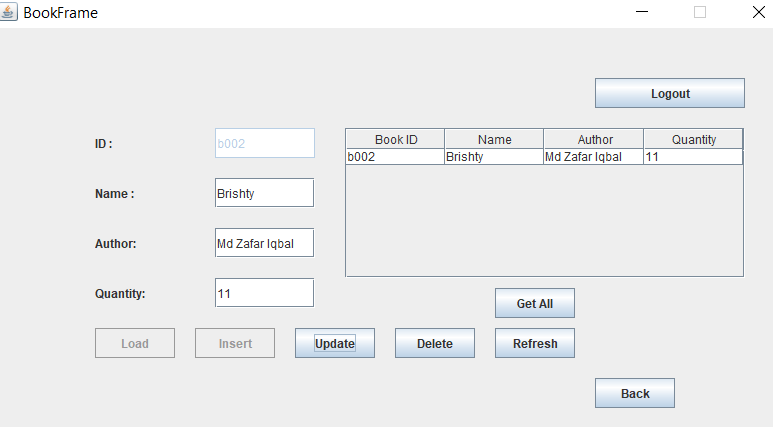 BookFrame
Logout
ID :
b002
Book ID Name Author Quantity
b002 Brishty Md Zafar Iqbal 11
Name :
Brishty
Author:
Md Zafar Iqbal
Quantity:
11
Get All
Load Insert Update Delete Refresh
Back